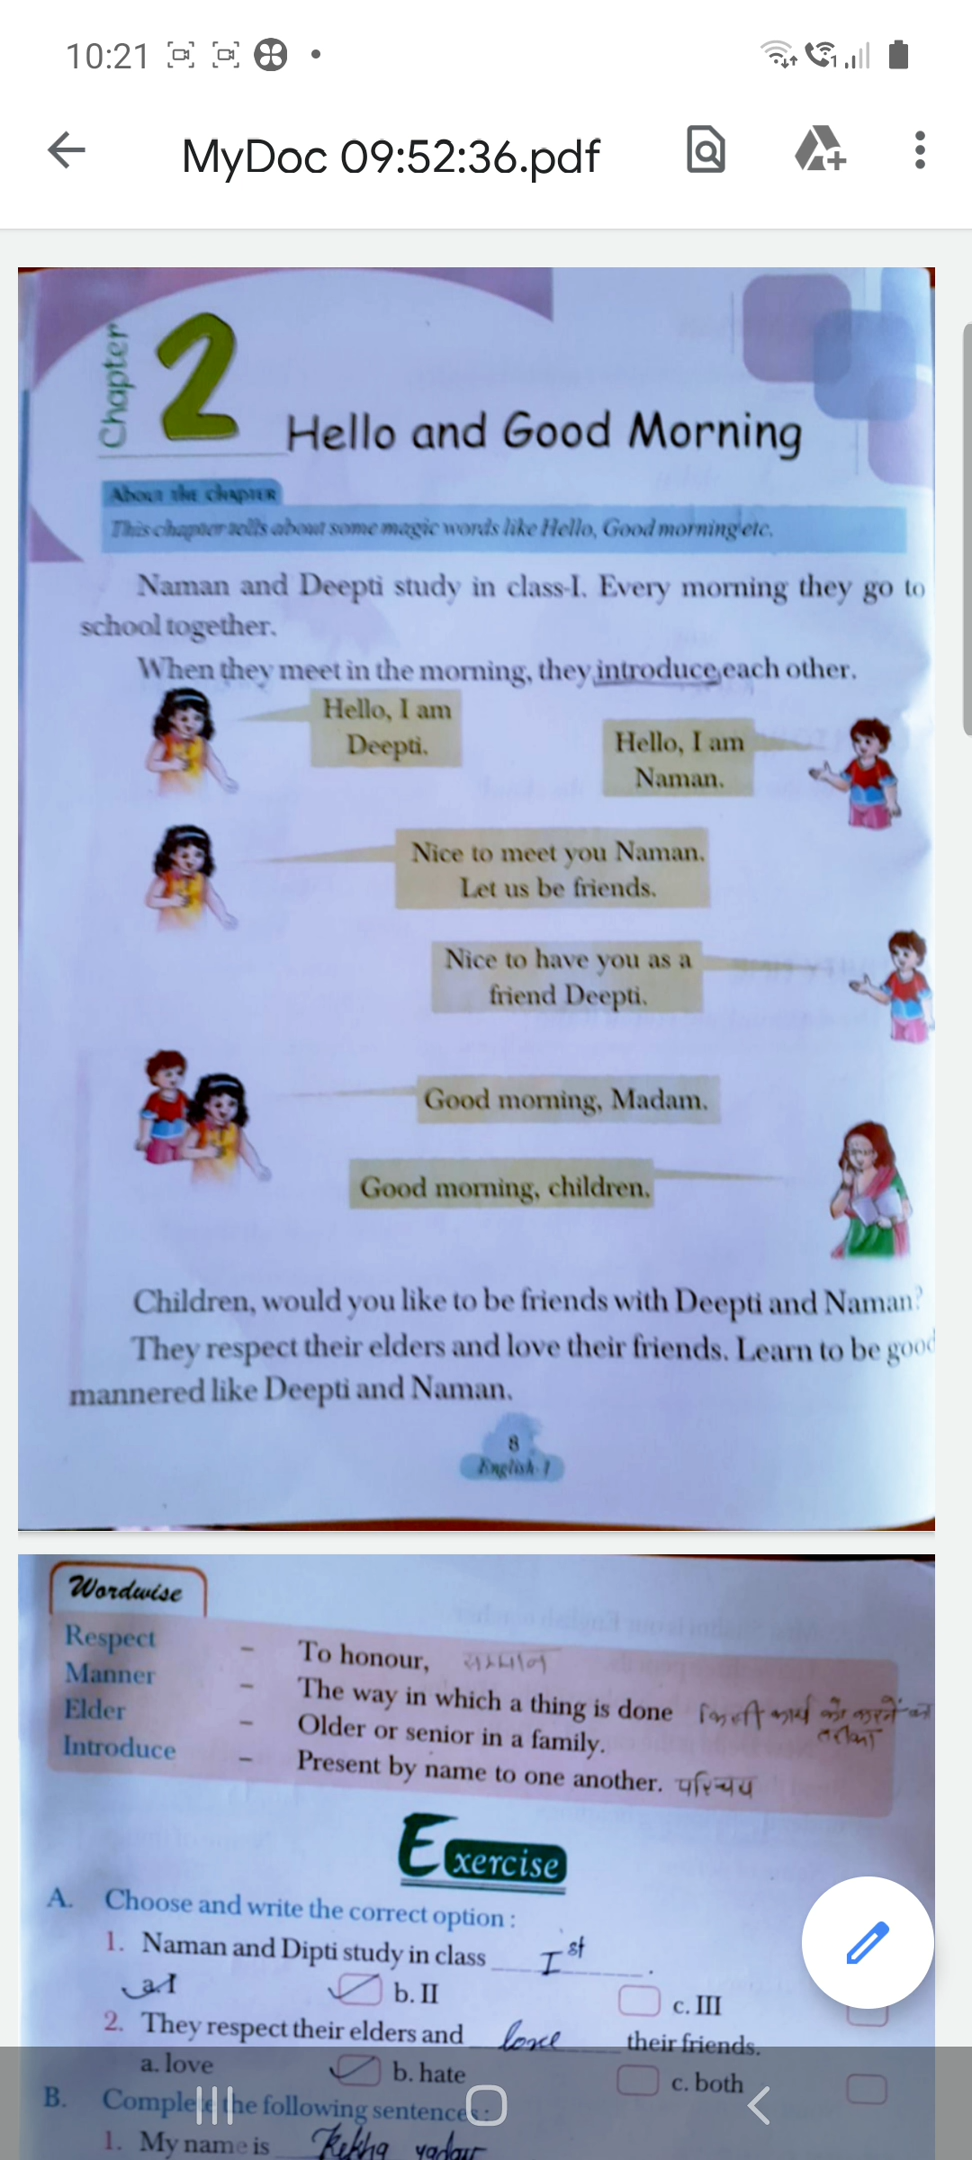 10:21
MyDoc 09:52:36.pdf
Chapter 2
Hello and Good Morning
About the chapter
This chapter tells about some magic words like Hello, Good morning etc.
Naman and Deepti study in class-I. Every morning they go to
school together.
When they meet in the morning, they introduce each other.
Hello, I am
Deepti.
Hello, I am
Naman.
Nice to meet you Naman.
Let us be friends.
Nice to have you as a
friend Deepti.
Good morning, Madam.
Good morning, children.
Children, would you like to be friends with Deepti and Naman?
They respect their elders and love their friends. Learn to be good
mannered like Deepti and Naman.
8
English-1
Wordwise
Respect - To honour, सम्मान
Manner - The way in which a thing is done किसी कार्य को करने का
तरीका
Elder - Older or senior in a family.
Introduce - Present by name to one another. परिचय
Exercise
A. Choose and write the correct option :
1. Naman and Dipti study in class Ist.
a. I b. II c. III
2. They respect their elders and love their friends.
a. love b. hate c. both
B. Complete the following sentences :
1. My name is Rekha yadav